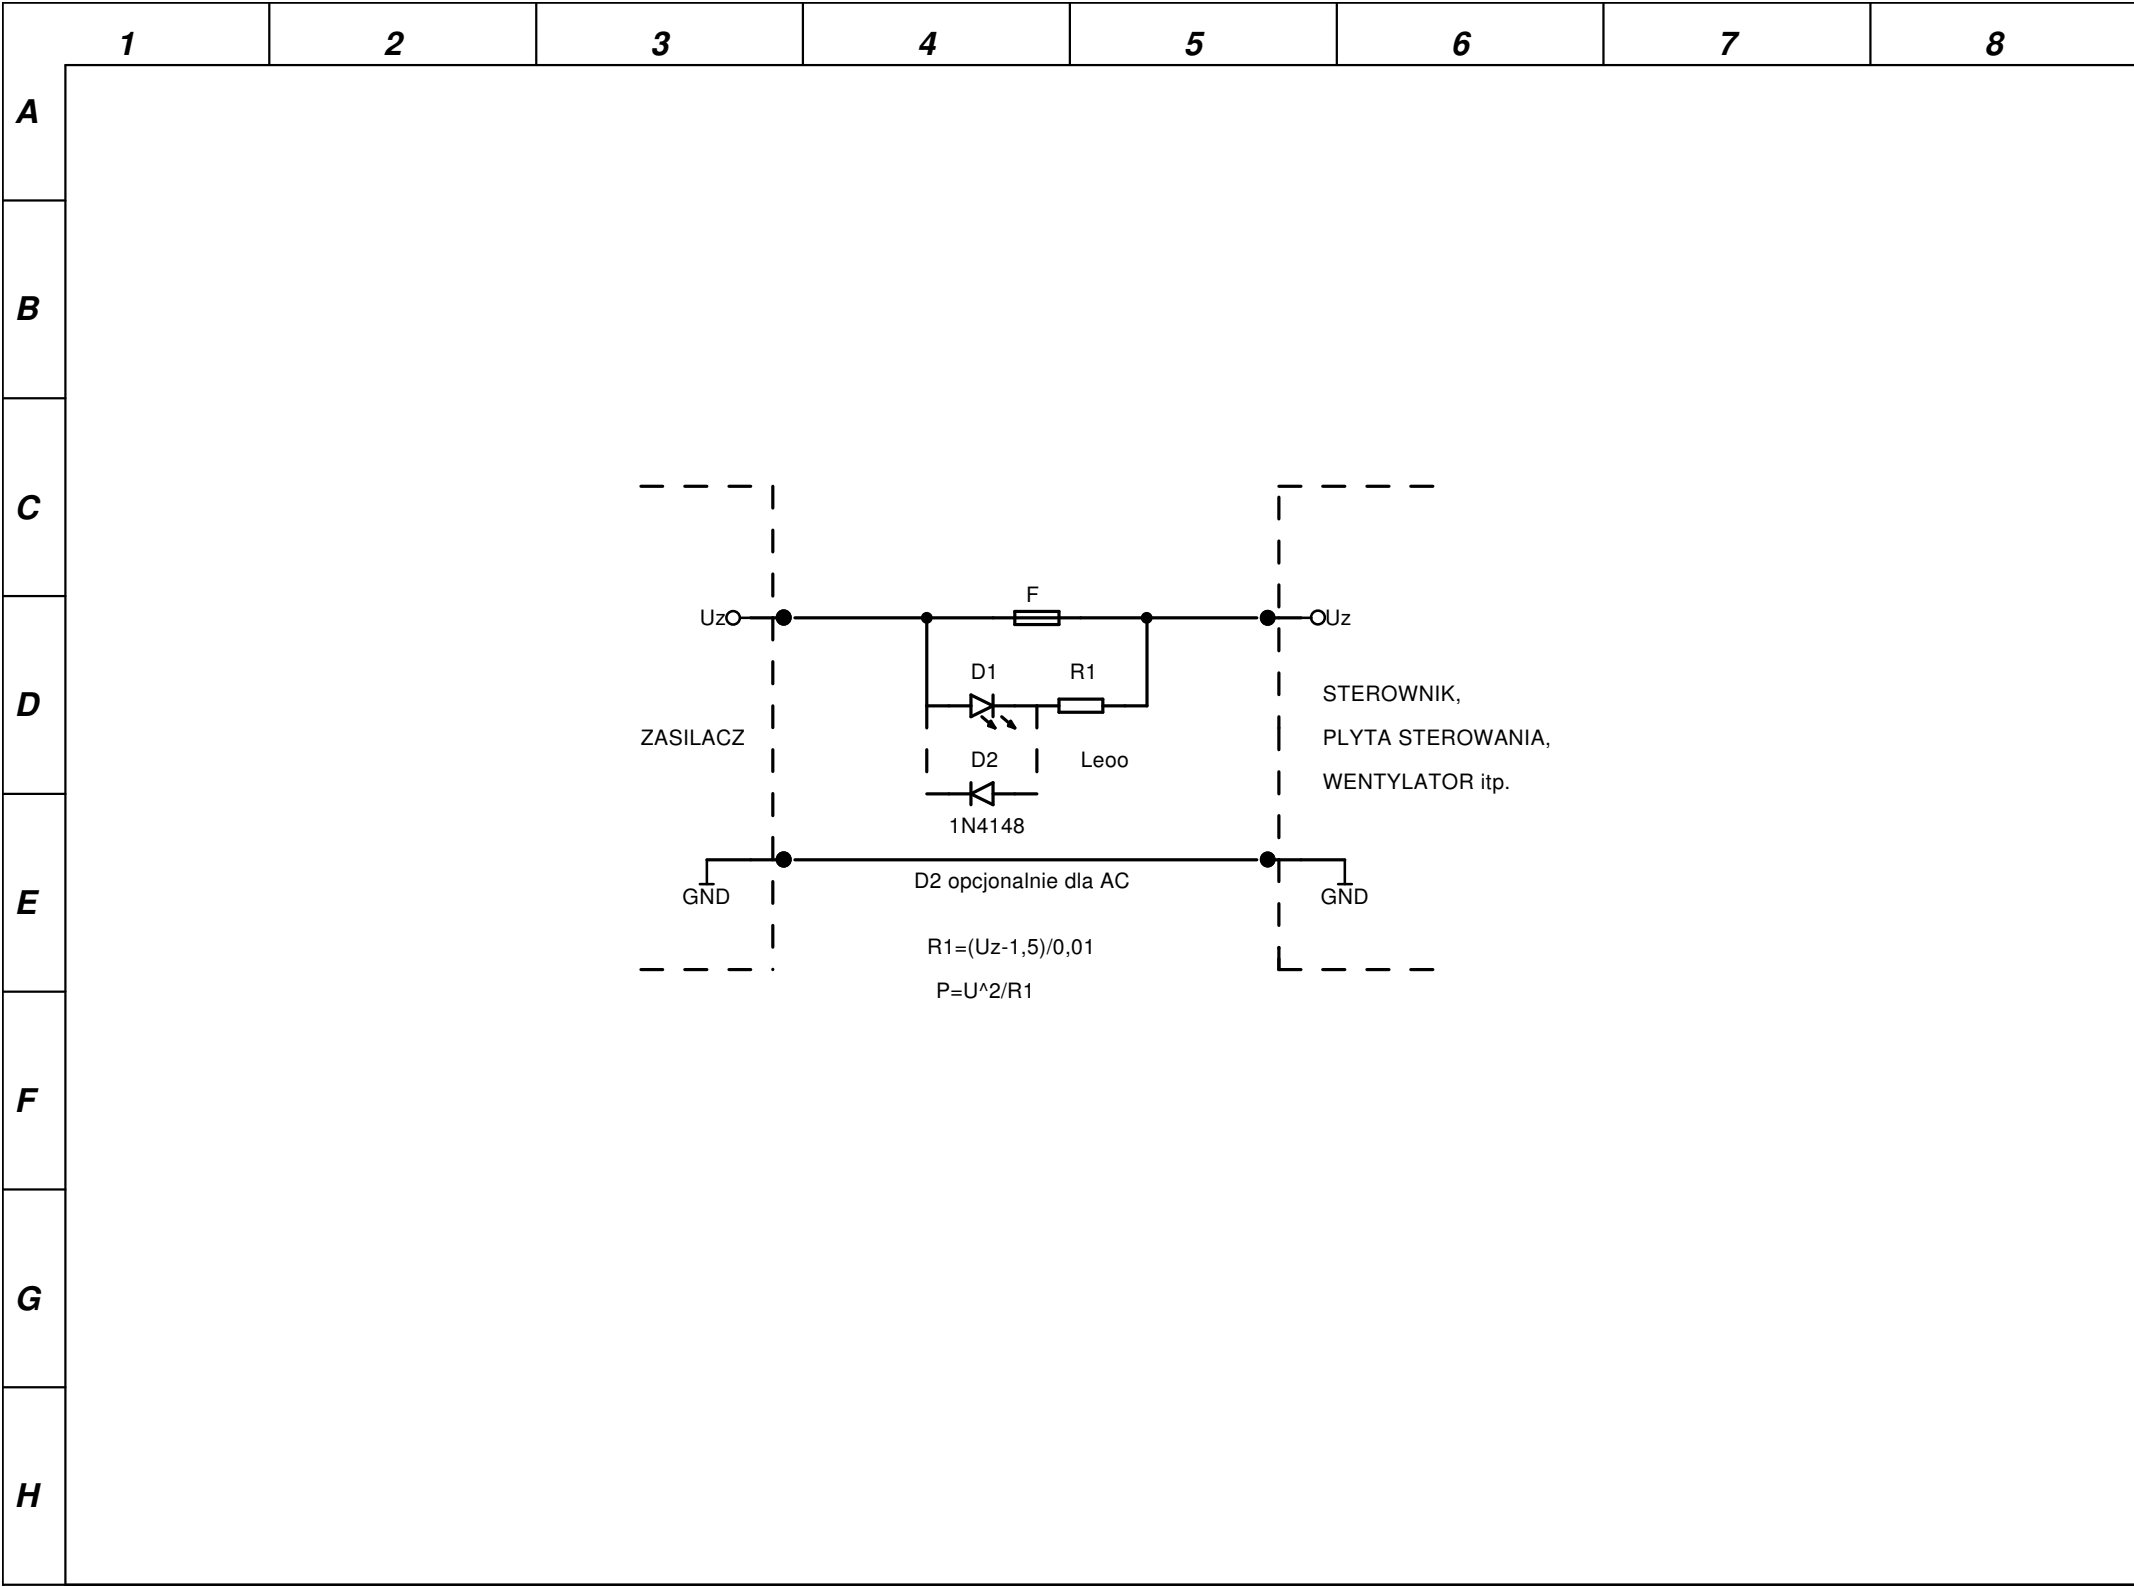 1 2 3 4 5 6 7 8
A
B
C
D
E
F
G
H
F
Uz
Uz
D1 R1
STEROWNIK,
ZASILACZ
PLYTA STEROWANIA,
D2 Leoo
WENTYLATOR itp.
1N4148
D2 opcjonalnie dla AC
GND
GND
R1=(Uz-1,5)/0,01
P=U^2/R1